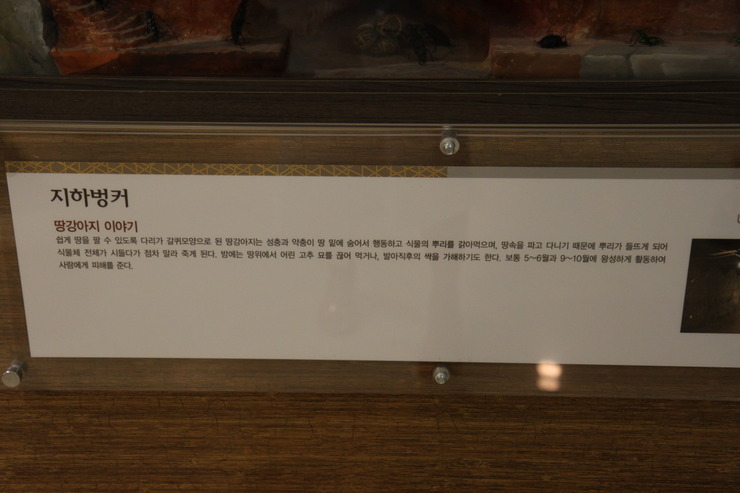 지하벙커
땅강아지 이야기
쉽게 땅을 팔 수 있도록 다리가 갈퀴모양으로 된 땅강아지는 성충과 약충이 땅 밑에 숨어서 행동하고 식물의 뿌리를 갉아먹으며, 땅속을 파고 다니기 때문에 뿌리가 들뜨게 되어
식물체 전체가 시들다가 점차 말라 죽게 된다. 밤에는 땅위에서 어린 고추 묘를 끊어 먹거나, 발아직후의 싹을 가해하기도 한다. 보통 5~6월과 9~10월에 왕성하게 활동하여
사람에게 피해를 준다.